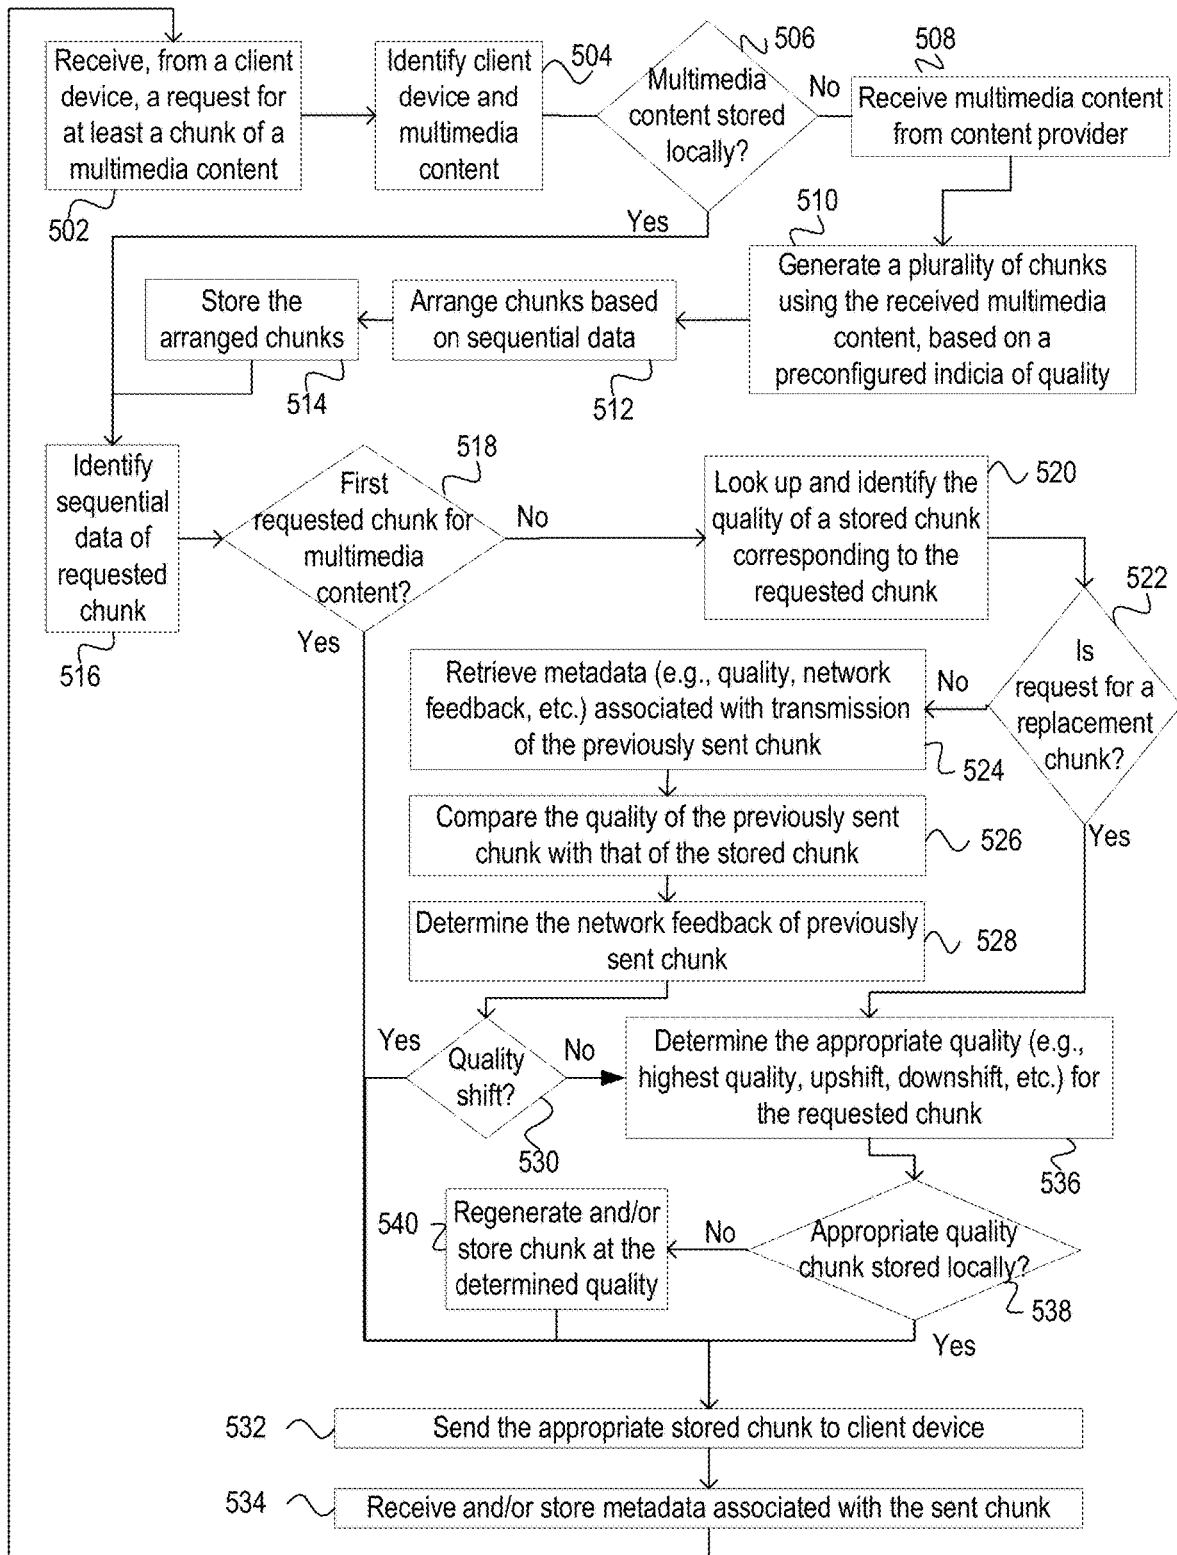 Receive, from a client
device, a request for
at least a chunk of a
multimedia content
502
Identify client
device and
multimedia
content
504
Multimedia
content stored
locally?
506
No
Yes
508
Receive multimedia content
from content provider
510
Generate a plurality of chunks
using the received multimedia
content, based on a
preconfigured indicia of quality
Arrange chunks based
on sequential data
512
Store the
arranged chunks
514
Identify
sequential
data of
requested
chunk
516
First
requested chunk for
multimedia
content?
518
No
Yes
Look up and identify the
quality of a stored chunk
corresponding to the
requested chunk
520
Is
request for a
replacement
chunk?
522
No
Yes
Retrieve metadata (e.g., quality, network
feedback, etc.) associated with transmission
of the previously sent chunk
524
Compare the quality of the previously sent
chunk with that of the stored chunk
526
Determine the network feedback of previously
sent chunk
528
Yes
Quality
shift?
No
530
Determine the appropriate quality (e.g.,
highest quality, upshift, downshift, etc.) for
the requested chunk
536
Appropriate quality
chunk stored locally?
538
No
Yes
540
Regenerate and/or
store chunk at the
determined quality
532
Send the appropriate stored chunk to client device
534
Receive and/or store metadata associated with the sent chunk